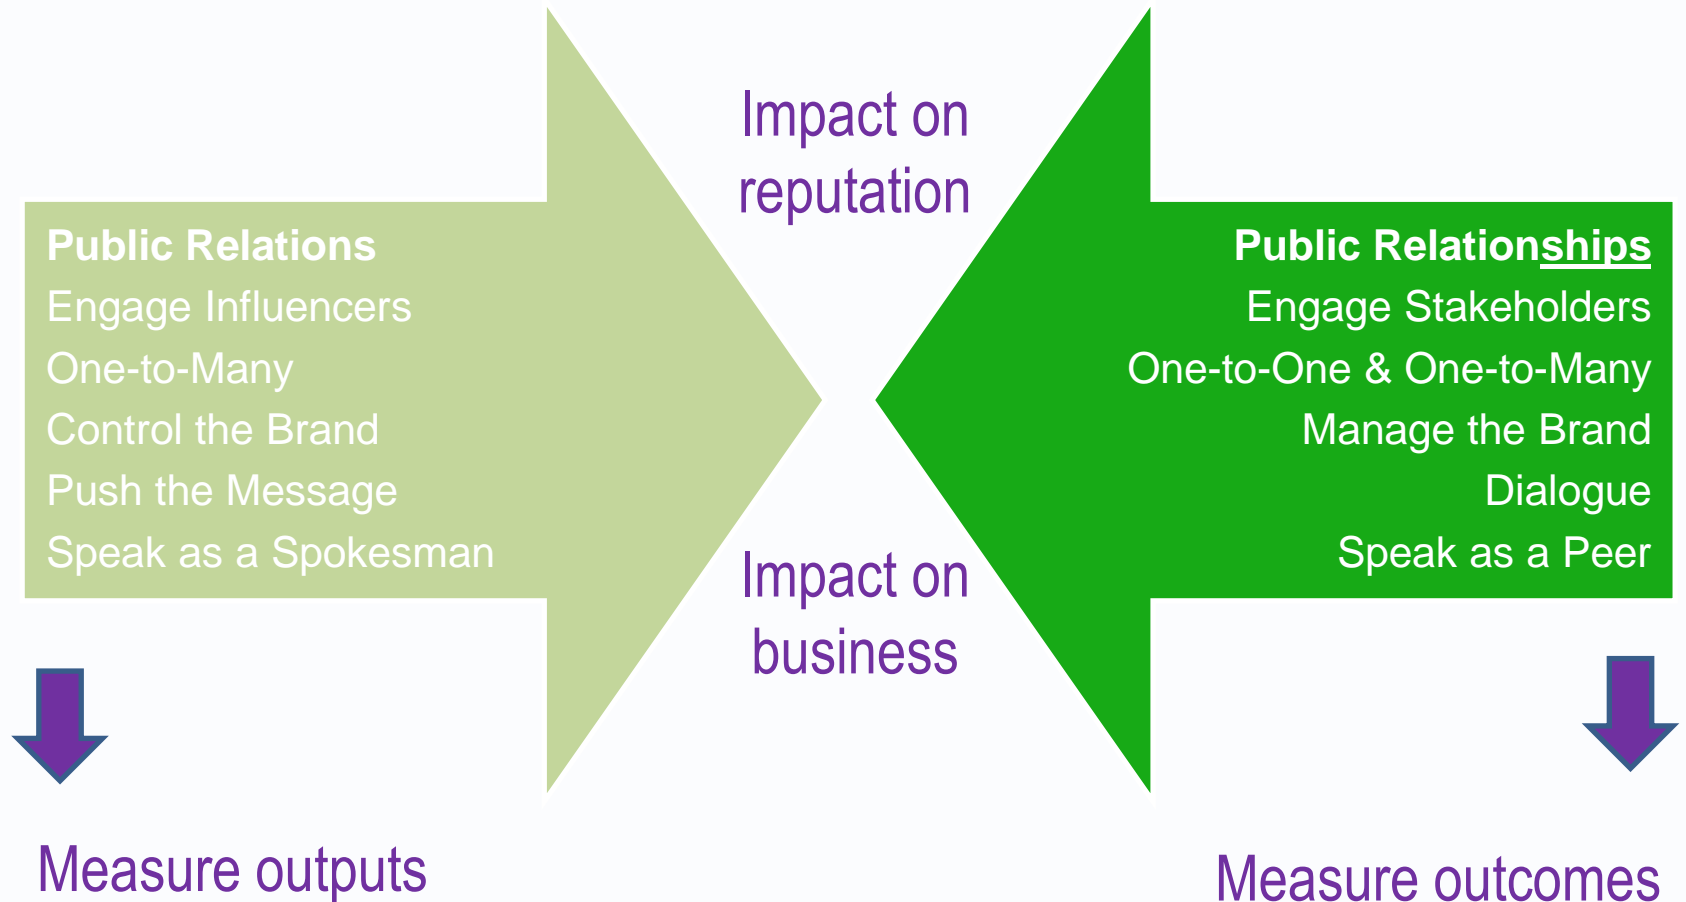 Impact on
reputation
Public Relations
Engage Influencers
One-to-Many
Control the Brand
Push the Message
Speak as a Spokesman
Public Relationships
Engage Stakeholders
One-to-One & One-to-Many
Manage the Brand
Dialogue
Speak as a Peer
Impact on
business
Measure outputs
Measure outcomes